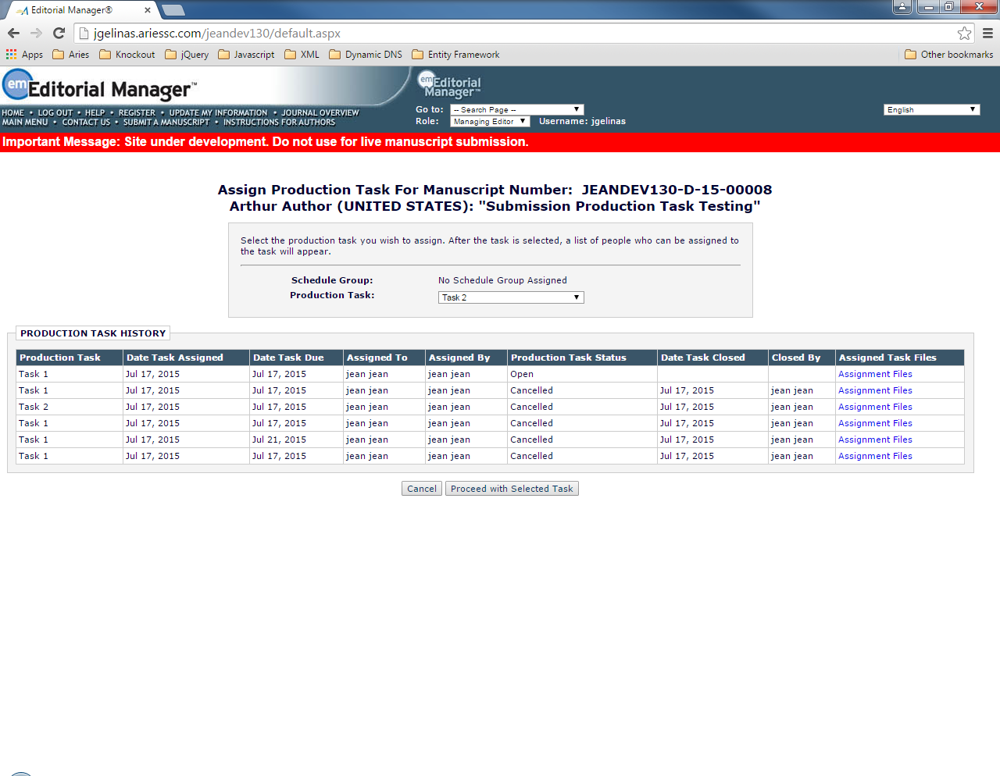 Editorial Manager®
jgelinas.ariessc.com/jeandev130/default.aspx
Apps Aries Knockout jQuery Javascript XML Dynamic DNS Entity Framework Other bookmarks
em Editorial Manager™
em Editorial Manager™
HOME • LOG OUT • HELP • REGISTER • UPDATE MY INFORMATION • JOURNAL OVERVIEW
MAIN MENU • CONTACT US • SUBMIT A MANUSCRIPT • INSTRUCTIONS FOR AUTHORS
Go to: -- Search Page -- English
Role: Managing Editor Username: jgelinas
Important Message: Site under development. Do not use for live manuscript submission.
Assign Production Task For Manuscript Number: JEANDEV130-D-15-00008
Arthur Author (UNITED STATES): "Submission Production Task Testing"
Select the production task you wish to assign. After the task is selected, a list of people who can be assigned to
the task will appear.
Schedule Group: No Schedule Group Assigned
Production Task: Task 2
PRODUCTION TASK HISTORY
Production Task Date Task Assigned Date Task Due Assigned To Assigned By Production Task Status Date Task Closed Closed By Assigned Task Files
Task 1 Jul 17, 2015 Jul 17, 2015 jean jean jean jean Open Assignment Files
Task 1 Jul 17, 2015 Jul 17, 2015 jean jean jean jean Cancelled Jul 17, 2015 jean jean Assignment Files
Task 2 Jul 17, 2015 Jul 17, 2015 jean jean jean jean Cancelled Jul 17, 2015 jean jean Assignment Files
Task 1 Jul 17, 2015 Jul 17, 2015 jean jean jean jean Cancelled Jul 17, 2015 jean jean Assignment Files
Task 1 Jul 17, 2015 Jul 21, 2015 jean jean jean jean Cancelled Jul 17, 2015 jean jean Assignment Files
Task 1 Jul 17, 2015 Jul 17, 2015 jean jean jean jean Cancelled Jul 17, 2015 jean jean Assignment Files
Cancel Proceed with Selected Task